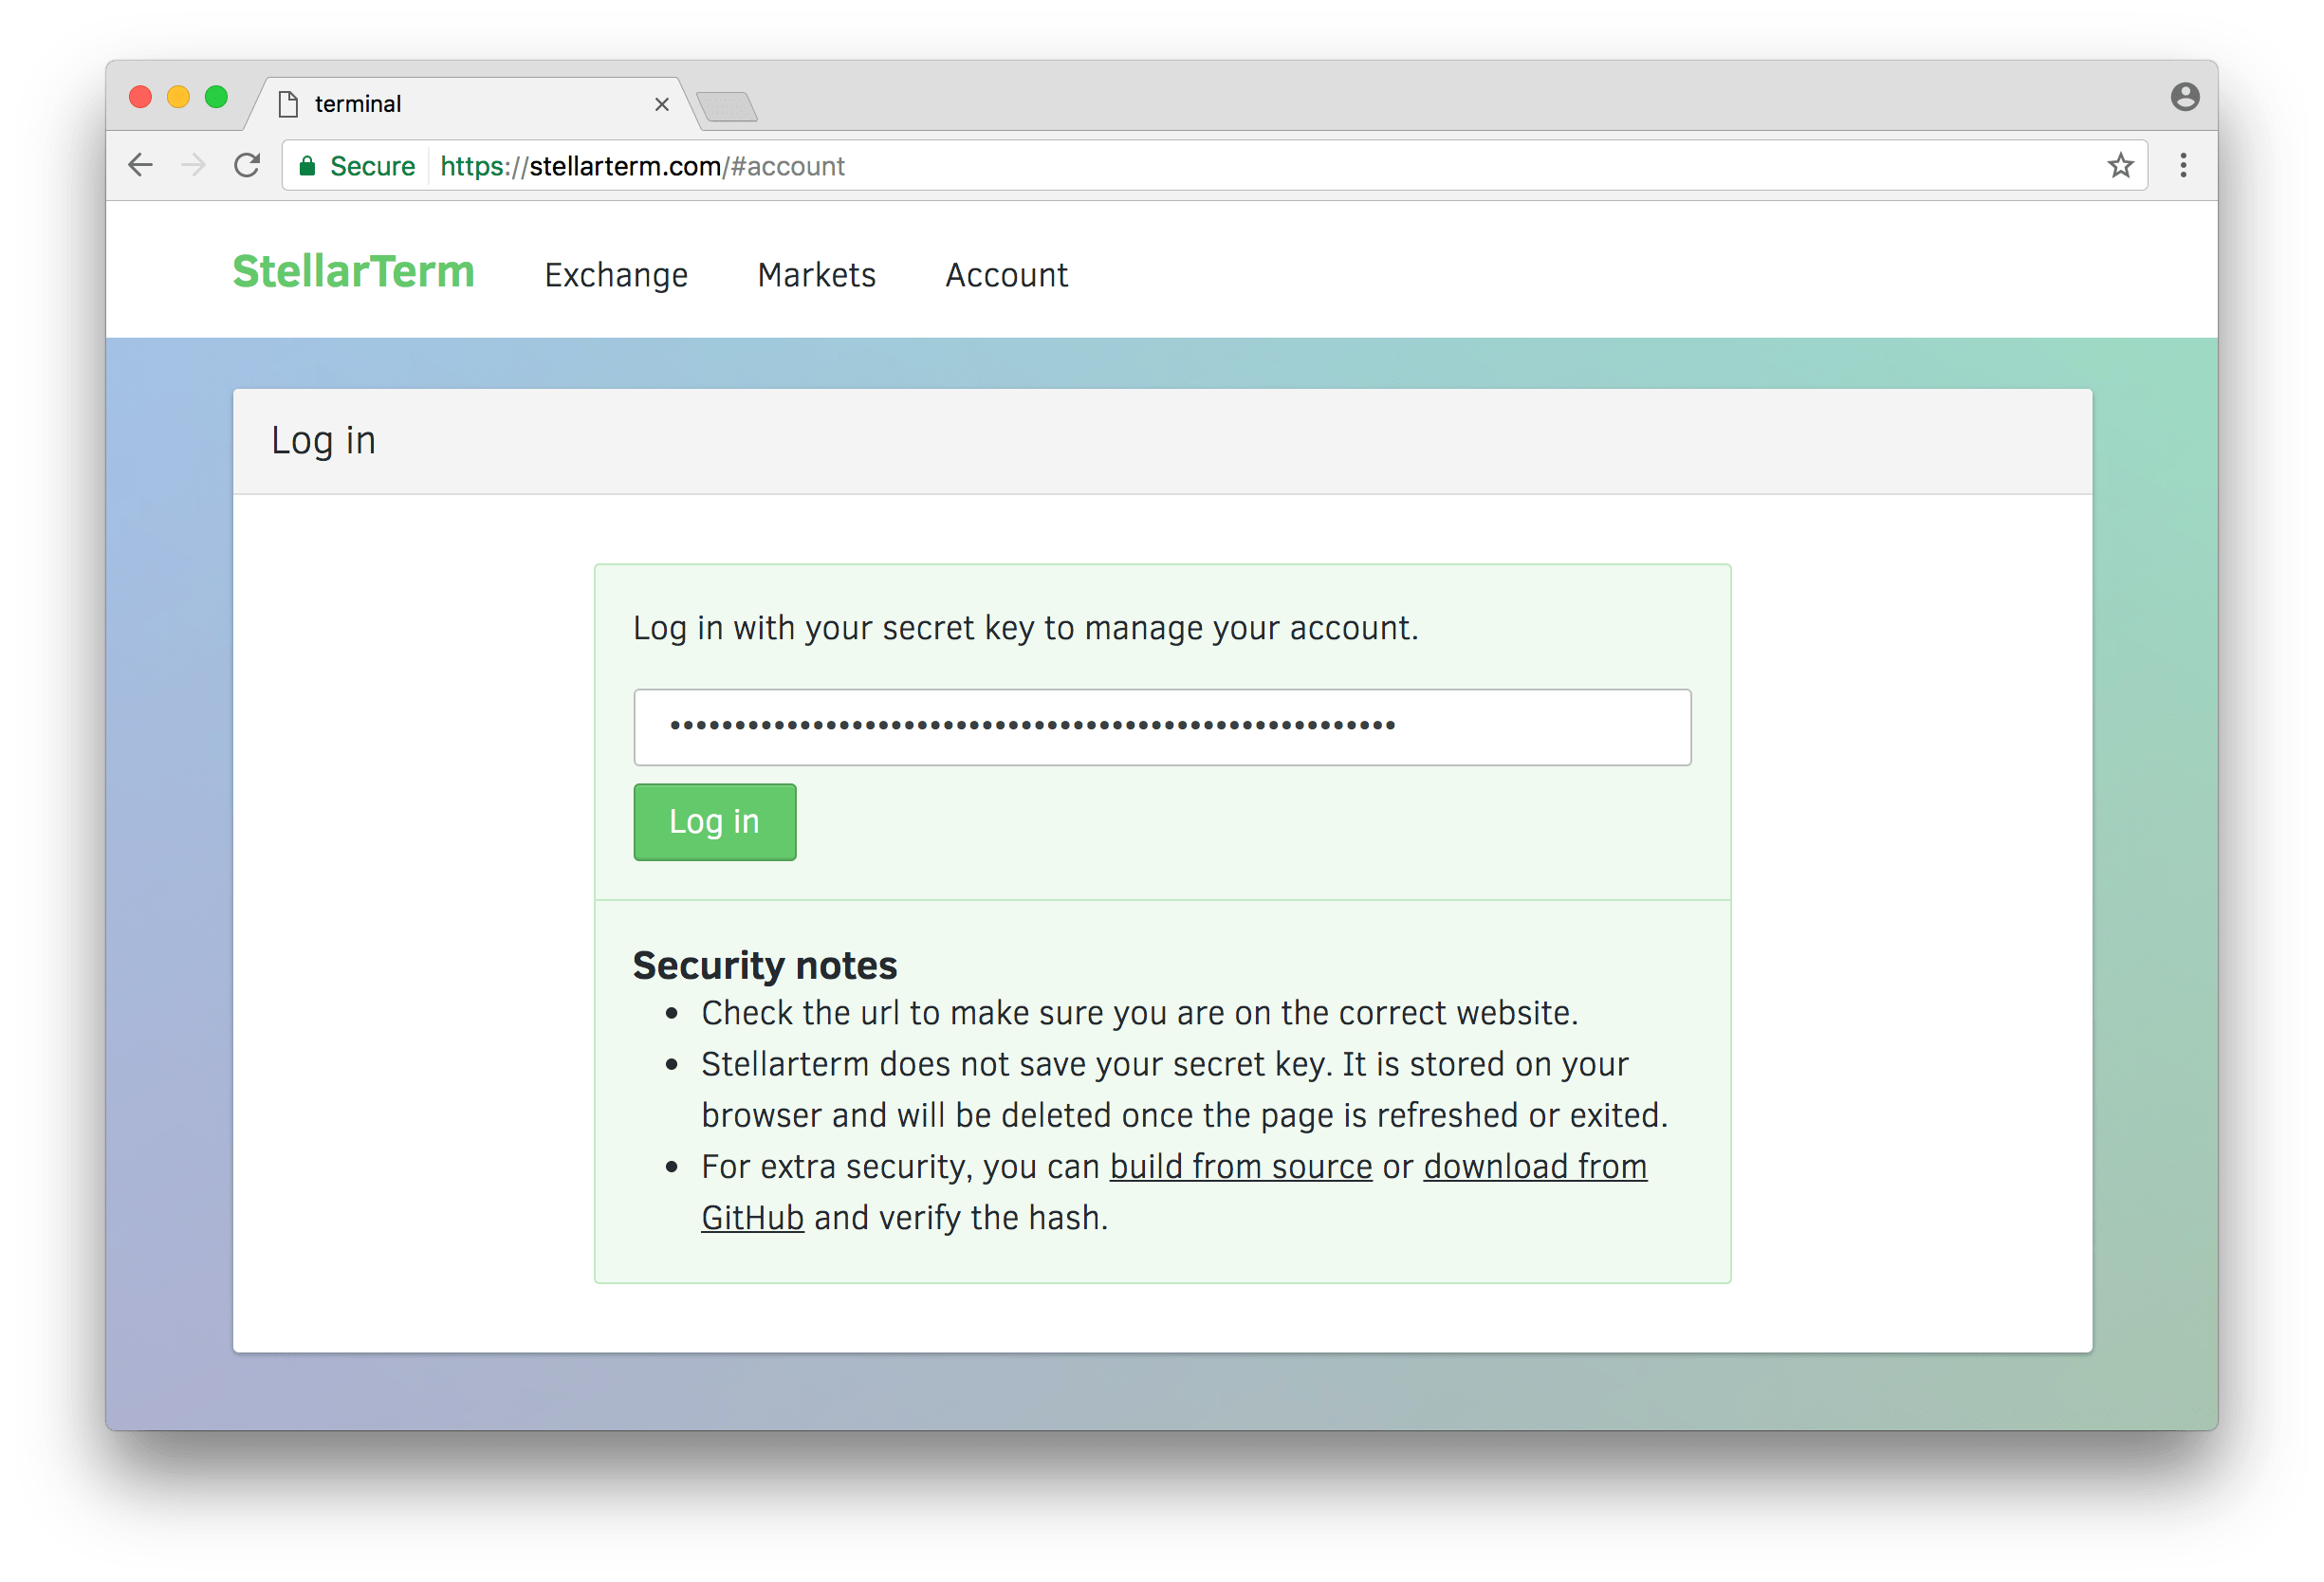 terminal
Secure https://stellarterm.com/#account
StellarTerm Exchange Markets Account
Log in
Log in with your secret key to manage your account.
••••••••••••••••••••••••••••••••••••••••••••••••••••••••
Log in
Security notes
• Check the url to make sure you are on the correct website.
• Stellarterm does not save your secret key. It is stored on your
browser and will be deleted once the page is refreshed or exited.
• For extra security, you can build from source or download from
GitHub and verify the hash.